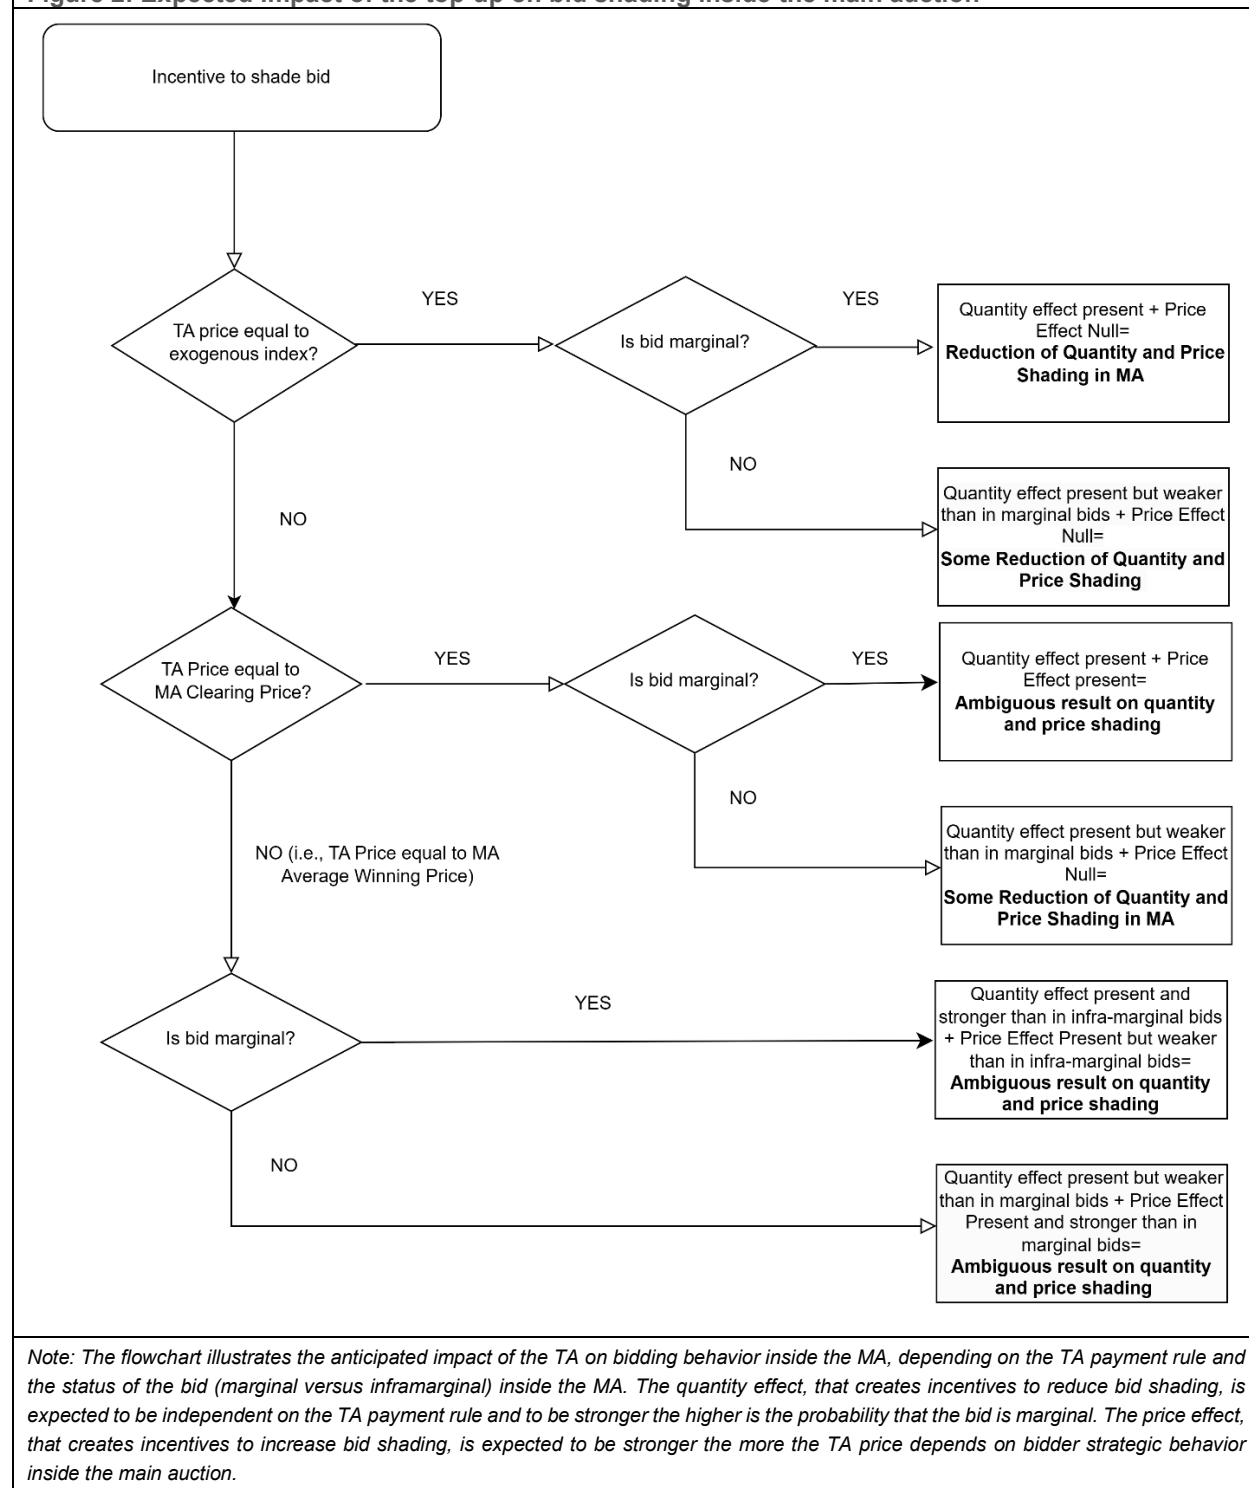 Figure 2: Expected impact of the top-up on bid shading inside the main auction
Incentive to shade bid
TA price equal to
exogenous index?
YES
Is bid marginal?
YES
Quantity effect present + Price
Effect Null=
Reduction of Quantity and Price
Shading in MA
NO
Quantity effect present but weaker
than in marginal bids + Price Effect
Null=
Some Reduction of Quantity and
Price Shading
NO
TA Price equal to
MA Clearing Price?
YES
Is bid marginal?
YES
Quantity effect present + Price
Effect present=
Ambiguous result on quantity
and price shading
NO
Quantity effect present but weaker
than in marginal bids + Price Effect
Null=
Some Reduction of Quantity and
Price Shading in MA
NO (i.e., TA Price equal to MA
Average Winning Price)
Is bid marginal?
YES
Quantity effect present and
stronger than in infra-marginal bids
+ Price Effect Present but weaker
than in infra-marginal bids=
Ambiguous result on quantity
and price shading
NO
Quantity effect present but weaker
than in marginal bids + Price Effect
Present and stronger than in
marginal bids=
Ambiguous result on quantity
and price shading
Note: The flowchart illustrates the anticipated impact of the TA on bidding behavior inside the MA, depending on the TA payment rule and
the status of the bid (marginal versus inframarginal) inside the MA. The quantity effect, that creates incentives to reduce bid shading, is
expected to be independent on the TA payment rule and to be stronger the higher is the probability that the bid is marginal. The price effect,
that creates incentives to increase bid shading, is expected to be stronger the more the TA price depends on bidder strategic behavior
inside the main auction.